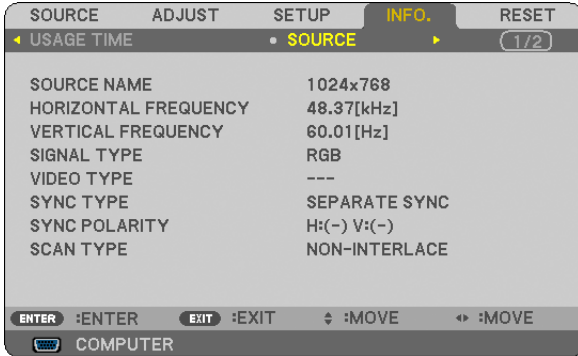 SOURCE ADJUST SETUP INFO. RESET
USAGE TIME SOURCE 1/2
SOURCE NAME 1024x768
HORIZONTAL FREQUENCY 48.37[kHz]
VERTICAL FREQUENCY 60.01[Hz]
SIGNAL TYPE RGB
VIDEO TYPE ---
SYNC TYPE SEPARATE SYNC
SYNC POLARITY H:(-) V:(-)
SCAN TYPE NON-INTERLACE
ENTER :ENTER EXIT :EXIT :MOVE :MOVE
COMPUTER